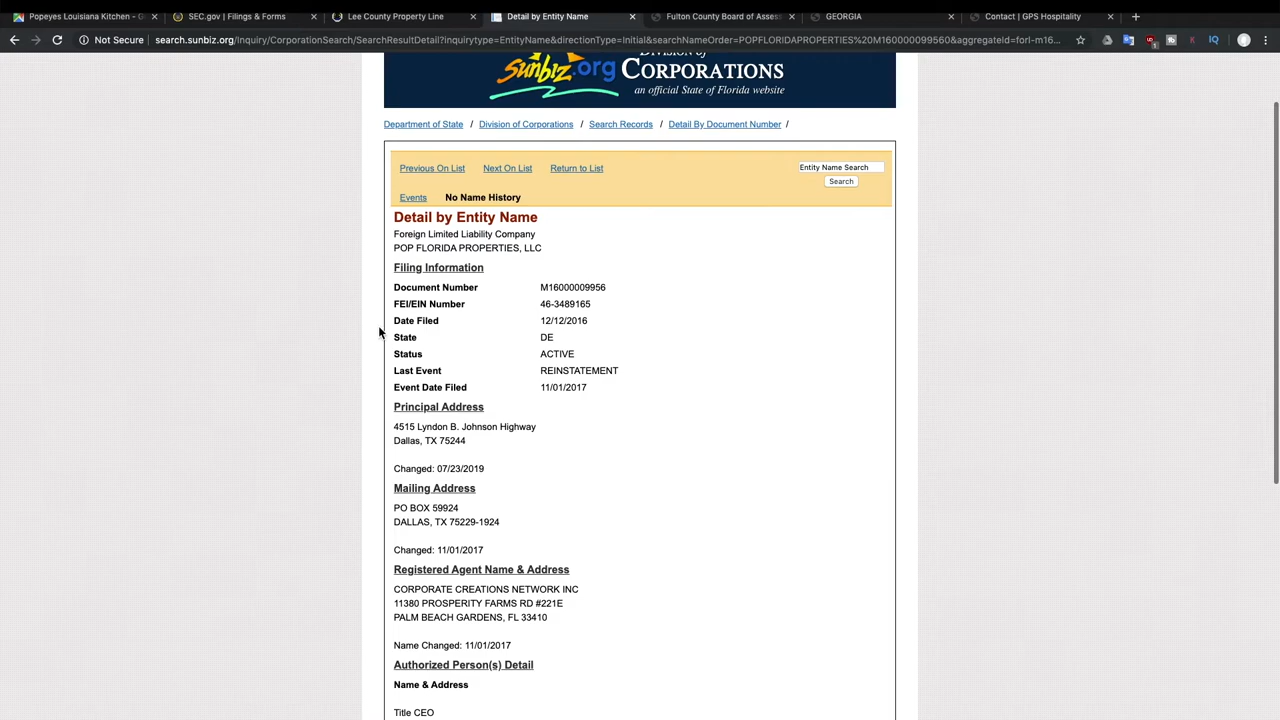 Popeyes Louisiana Kitchen - G
SEC.gov | Filings & Forms
Lee County Property Line
Detail by Entity Name
Fulton County Board of Assess
GEORGIA
Contact | GPS Hospitality
Not Secure
search.sunbiz.org/Inquiry/CorporationSearch/SearchResultDetail?inquirytype=EntityName&directionType=Initial&searchNameOrder=POPFLORIDAPROPERTIES%20M160000099560&aggregateId=forl-m16...
DIVISION of
Sunbiz.org CORPORATIONS
an official State of Florida website
Department of State / Division of Corporations / Search Records / Detail By Document Number /
Previous On List Next On List Return to List
Entity Name Search
Search
Events No Name History
Detail by Entity Name
Foreign Limited Liability Company
POP FLORIDA PROPERTIES, LLC
Filing Information
Document Number M16000009956
FEI/EIN Number 46-3489165
Date Filed 12/12/2016
State DE
Status ACTIVE
Last Event REINSTATEMENT
Event Date Filed 11/01/2017
Principal Address
4515 Lyndon B. Johnson Highway
Dallas, TX 75244
Changed: 07/23/2019
Mailing Address
PO BOX 59924
DALLAS, TX 75229-1924
Changed: 11/01/2017
Registered Agent Name & Address
CORPORATE CREATIONS NETWORK INC
11380 PROSPERITY FARMS RD #221E
PALM BEACH GARDENS, FL 33410
Name Changed: 11/01/2017
Authorized Person(s) Detail
Name & Address
Title CEO